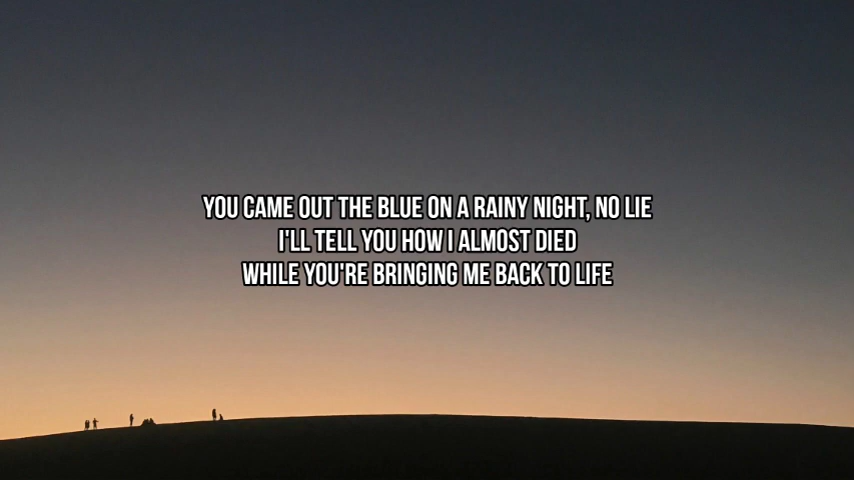 YOU CAME OUT THE BLUE ON A RAINY NIGHT, NO LIE
I'LL TELL YOU HOW I ALMOST DIED
WHILE YOU'RE BRINGING ME BACK TO LIFE